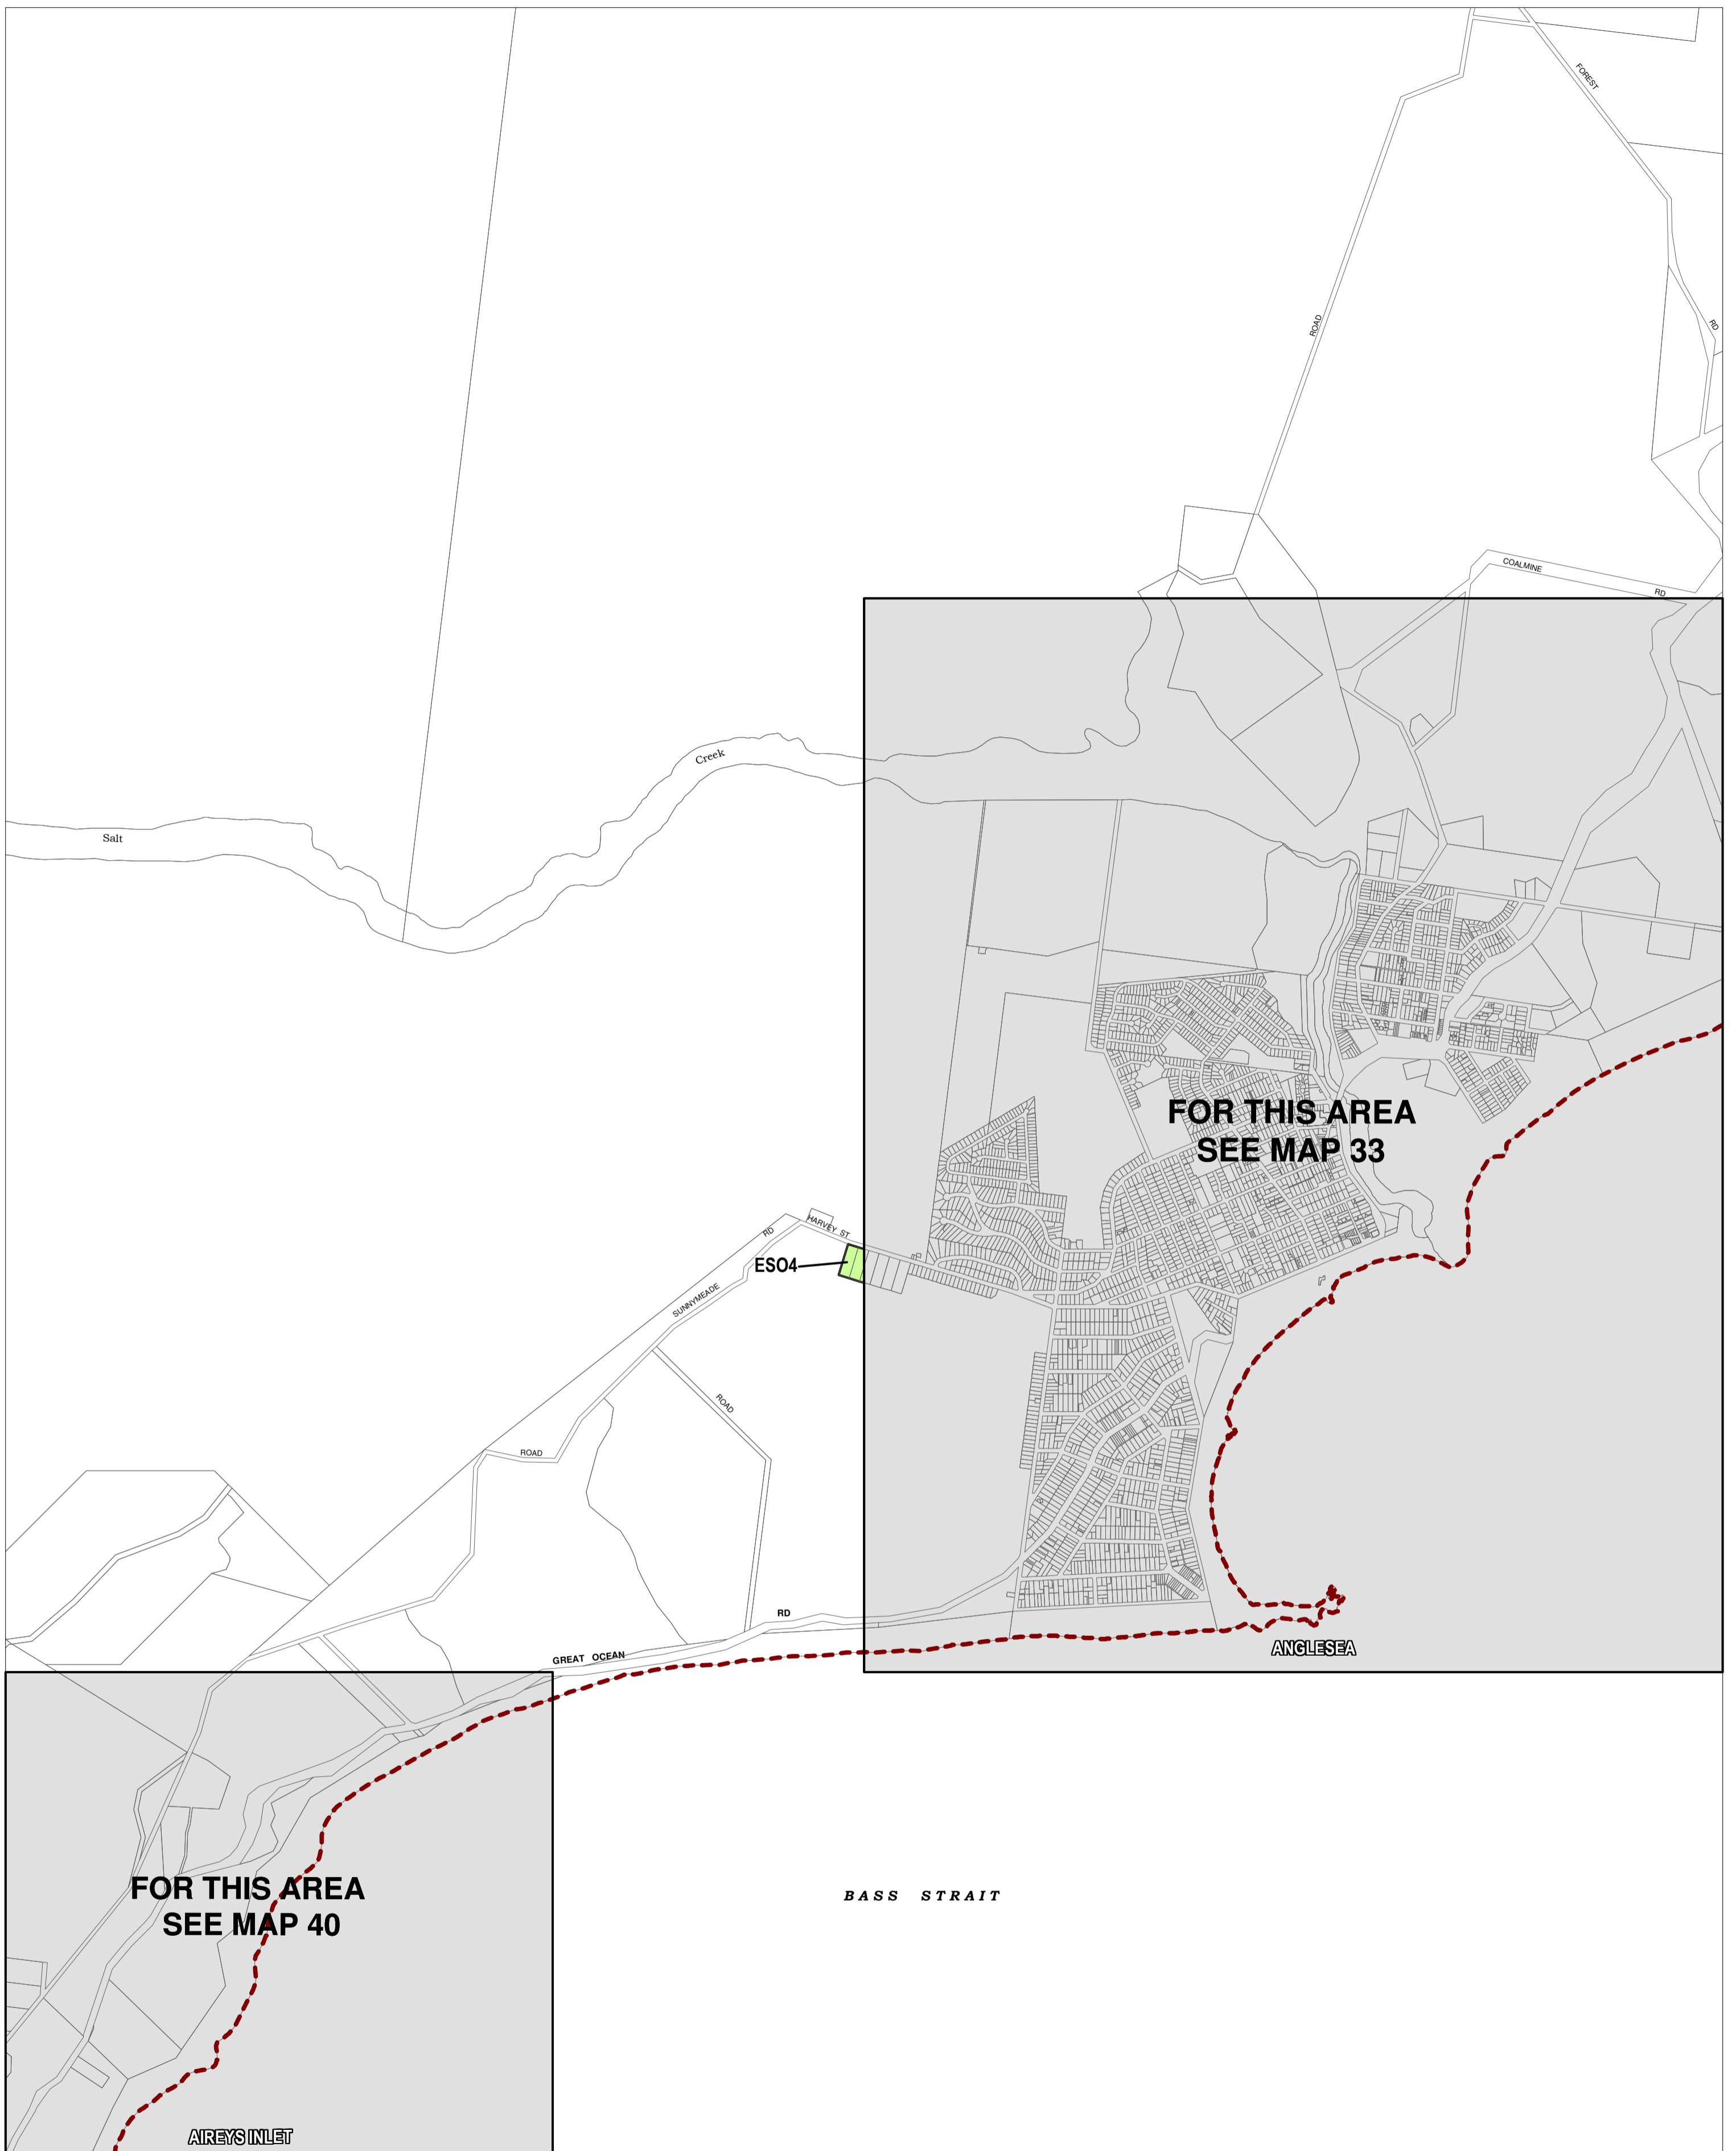 FOREST
ROAD
RD
COALMINE
RD
Creek
Salt
FOR THIS AREA
SEE MAP 33
HARVEY ST
RD
ESO4
SUNNYMEADE
ROAD
ROAD
RD
GREAT OCEAN
ANGLESEA
FOR THIS AREA
SEE MAP 40
BASS STRAIT
AIREYS INLET